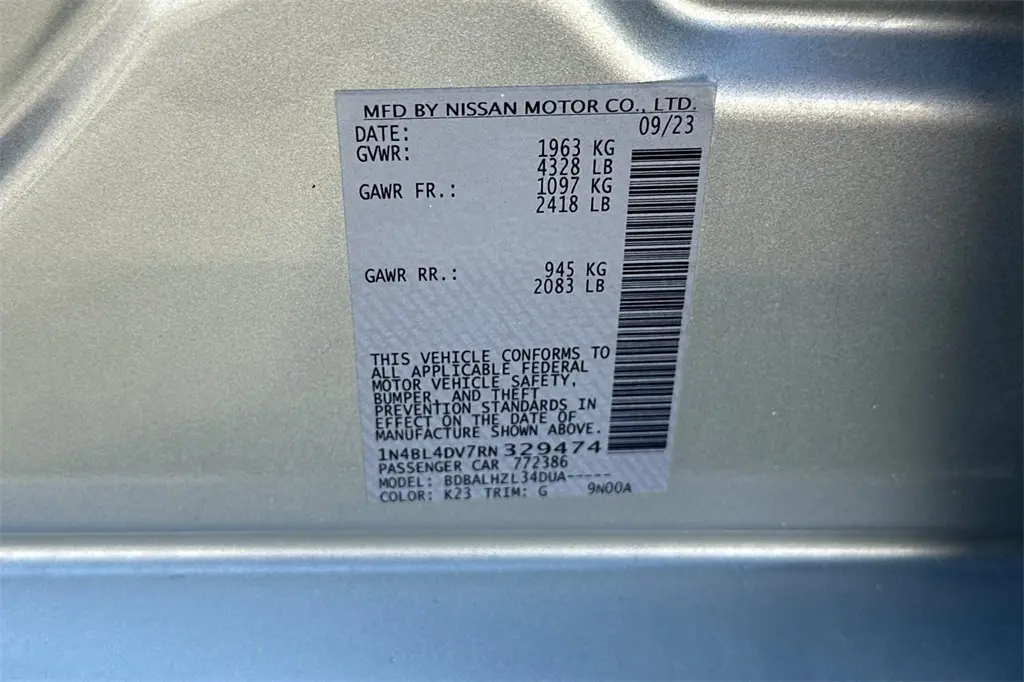 MFD BY NISSAN MOTOR CO., LTD.
DATE: 09/23
GVWR: 1963 KG
4328 LB
GAWR FR.: 1097 KG
2418 LB
GAWR RR.: 945 KG
2083 LB
THIS VEHICLE CONFORMS TO
ALL APPLICABLE FEDERAL
MOTOR VEHICLE SAFETY,
BUMPER, AND THEFT
PREVENTION STANDARDS IN
EFFECT ON THE DATE OF
MANUFACTURE SHOWN ABOVE.
1N4BL4DV7RN 329474
PASSENGER CAR 772386
MODEL: BDBALHZL34DUA-----
COLOR: K23 TRIM: G 9N00A